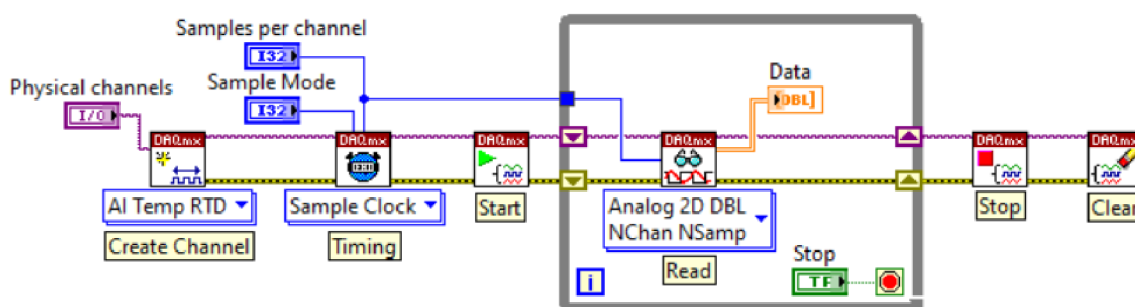 Samples per channel
I32
Sample Mode
I32
Physical channels
I/O
DAQmx
AI Temp RTD
Create Channel
DAQmx
Sample Clock
Timing
DAQmx
Start
DAQmx
Analog 2D DBL
NChan NSamp
Read
Data
DBL
i
Stop
TF
DAQmx
Stop
DAQmx
Clear